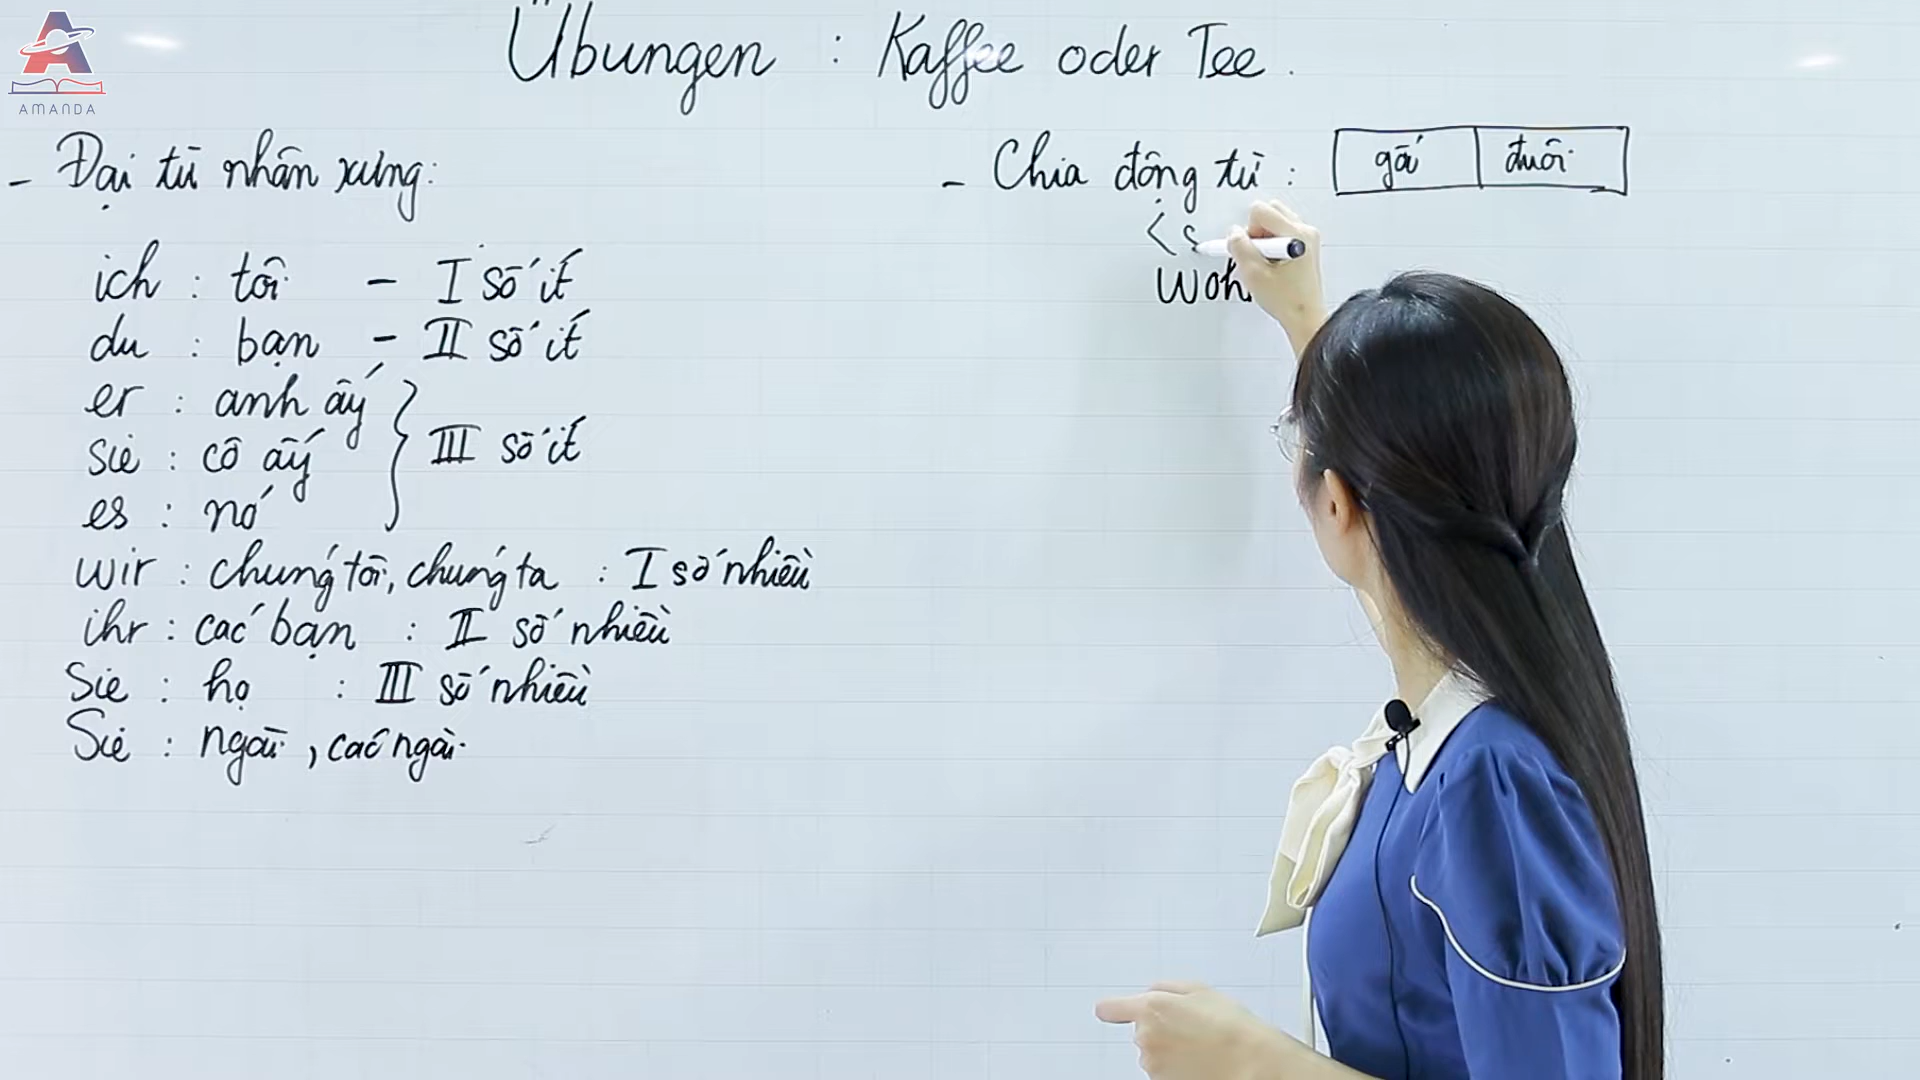 AMANDA
Übungen : Kaffee oder Tee .
- Đại từ nhân xưng :
ich : tôi - I số ít
du : bạn - II số ít
er : anh ấy
sie : cô ấy
es : nó
III số ít
wir : chúng tôi, chúng ta : I số nhiều
ihr : các bạn : II số nhiều
Sie : họ : III số nhiều
Sie : ngài , các ngài
- Chia động từ :
gốc đuôi